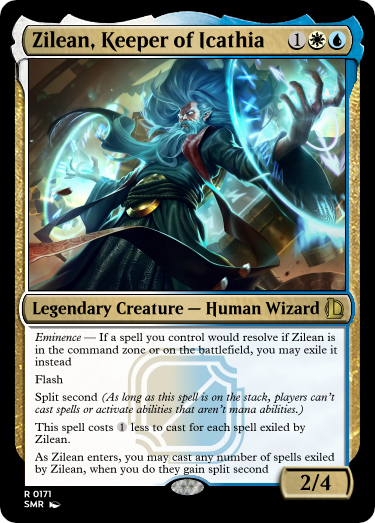 Zilean, Keeper of Icathia 1
Legendary Creature — Human Wizard
Eminence — If a spell you control would resolve if Zilean is
in the command zone or on the battlefield, you may exile it
instead
Flash
Split second (As long as this spell is on the stack, players can't
cast spells or activate abilities that aren't mana abilities.)
This spell costs 1 less to cast for each spell exiled by
Zilean.
As Zilean enters, you may cast any number of spells exiled
by Zilean, when you do they gain split second
2/4
R 0171
SMR